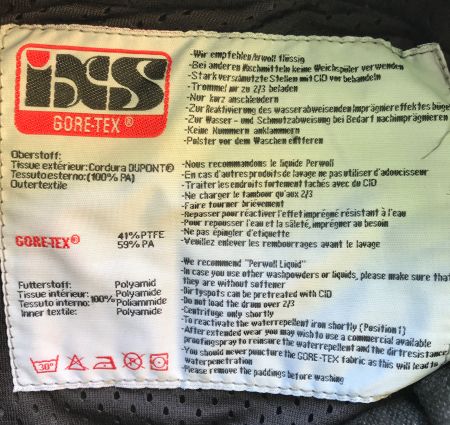 iXS
GORE-TEX®
Oberstoff:
Tissue extérieur: Cordura DUPONT®
Tessuto esterno: (100% PA)
Outertextile
GORE-TEX® 41% PTFE
59% PA
Futterstoff: Polyamid
Tissue intérieur: Polyamide
Tessuto interno: 100% Poliammide
Inner textile: Polyamid
30°
-Wir empfehlen Perwoll flüssig
-Bei anderen Waschmitteln keine Weichspüler verwenden
-Stark verschmutzte Stellen mit CID vor behandeln
-Trommel nur zu 2/3 beladen
-Nur kurz anschleudern
-Zur Reaktivierung des wasserabweisenden Imprägniereffektes büge
-Zur Wasser - und Schmutzabweisung bei Bedarf nachimprägnieren
-Keine Nummern anklammern
-Polster vor dem Waschen entfernen
-Nous recommandons le liquide Perwoll
-En cas d'autres produits de lavage ne pas utiliser d'adoucisseur
-Traiter les endroits fortement tachés avec du CID
-Ne charger le tambour qu'aux 2/3
-Faire tourner brièvement
-Repasser pour réactiver l'effet imprégné résistant à l'eau
-Pour repousser l'eau et la saleté, impréigner au besoin
-Ne pas épingler d'étiquette
-Veuillez enlever les rembourrages avant le lavage
-We recommend "Perwoll Liquid"
-In case you use other washpowders or liquids, please make sure that
they are without softener
-Dirtyspots can be pretreated with CID
-Do not load the drum over 2/3
-Centrifuge only shortly
-To reactivate the waterrepellent iron shortly (Position 1)
-After extended wear you may wish to use a commercial available
proofingspray to reinsure the waterrepellent and the dirtresistance
-You should never puncture the GORE-TEX fabric as this will lead to
waterpenetration
-Please remove the paddings before washing